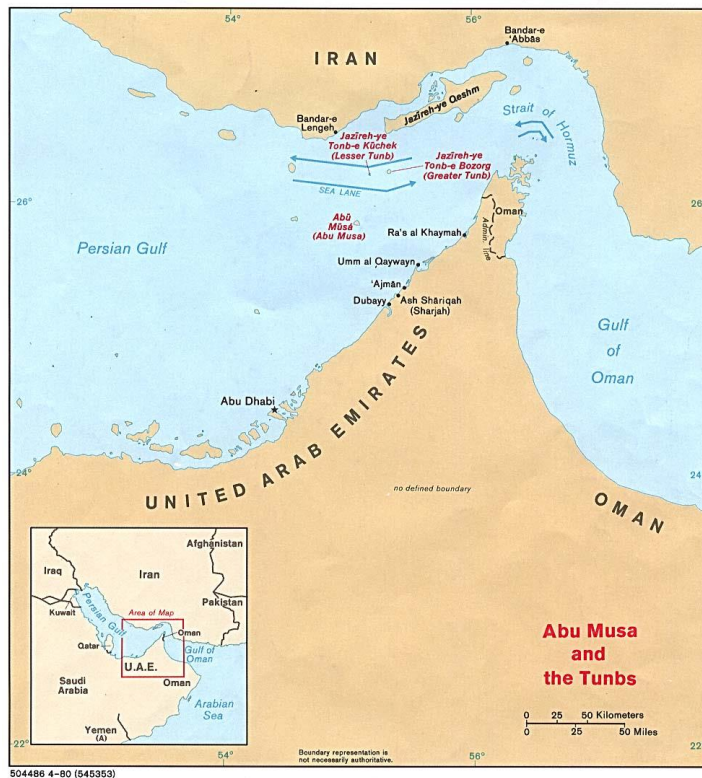 54°
56°
Bandar-e
'Abbās
IRAN
Bandar-e
Lengeh
Jazīreh-ye Qeshm
Strait of Hormuz
Jazīreh-ye
Tonb-e Kūchek
(Lesser Tunb)
Jazīreh-ye
Tonb-e Bozorg
(Greater Tunb)
SEA LANE
26°
26
Abū
Mūsá
(Abu Musa)
Oman
Admin. line
Ra's al Khaymah
Persian Gulf
Umm al Qaywayn
'Ajmān
Dubayy
Ash Shāriqah
(Sharjah)
Gulf
of
Oman
Abu Dhabi
UNITED ARAB EMIRATES
24°
24
no defined boundary
OMAN
Afghanistan
Iraq
Iran
Kuwait
Pakistan
Persian Gulf
Area of Map
Oman
Qatar
Gulf of
Oman
U.A.E.
Saudi
Arabia
Oman
Arabian
Sea
Yemen
(A)
Abu Musa
and
the Tunbs
0 25 50 Kilometers
0 25 50 Miles
22°
22
54°
56°
Boundary representation is
not necessarily authoritative.
504486 4-80 (545353)